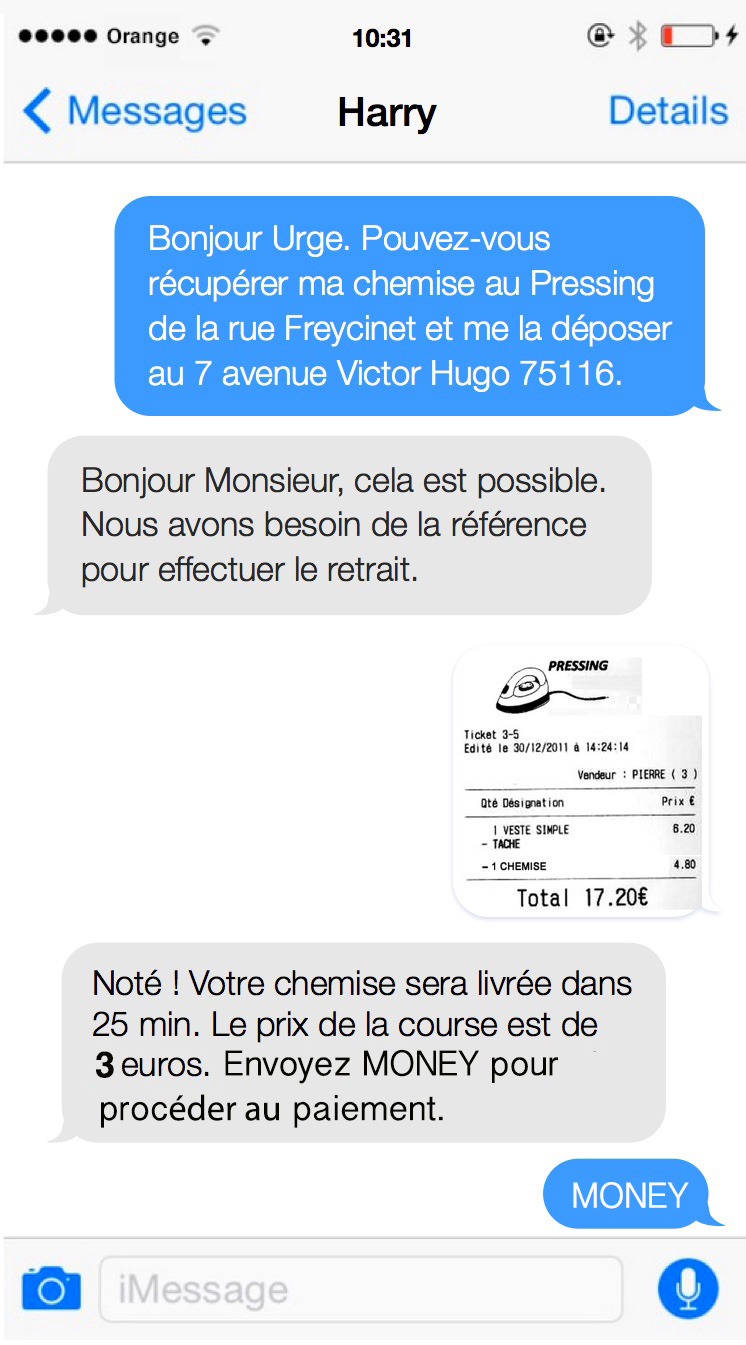 Orange 10:31
Messages Harry Details
Bonjour Urge. Pouvez-vous
récupérer ma chemise au Pressing
de la rue Freycinet et me la déposer
au 7 avenue Victor Hugo 75116.
Bonjour Monsieur, cela est possible.
Nous avons besoin de la référence
pour effectuer le retrait.
PRESSING
Ticket 3-5
Edité le 30/12/2011 à 14:24:14
Vendeur : PIERRE ( 3 )
Qté Désignation Prix €
1 VESTE SIMPLE 6.20
- TACHE
- 1 CHEMISE 4.80
Total 17.20€
Noté ! Votre chemise sera livrée dans
25 min. Le prix de la course est de
3 euros. Envoyez MONEY pour
procéder au paiement.
MONEY
iMessage